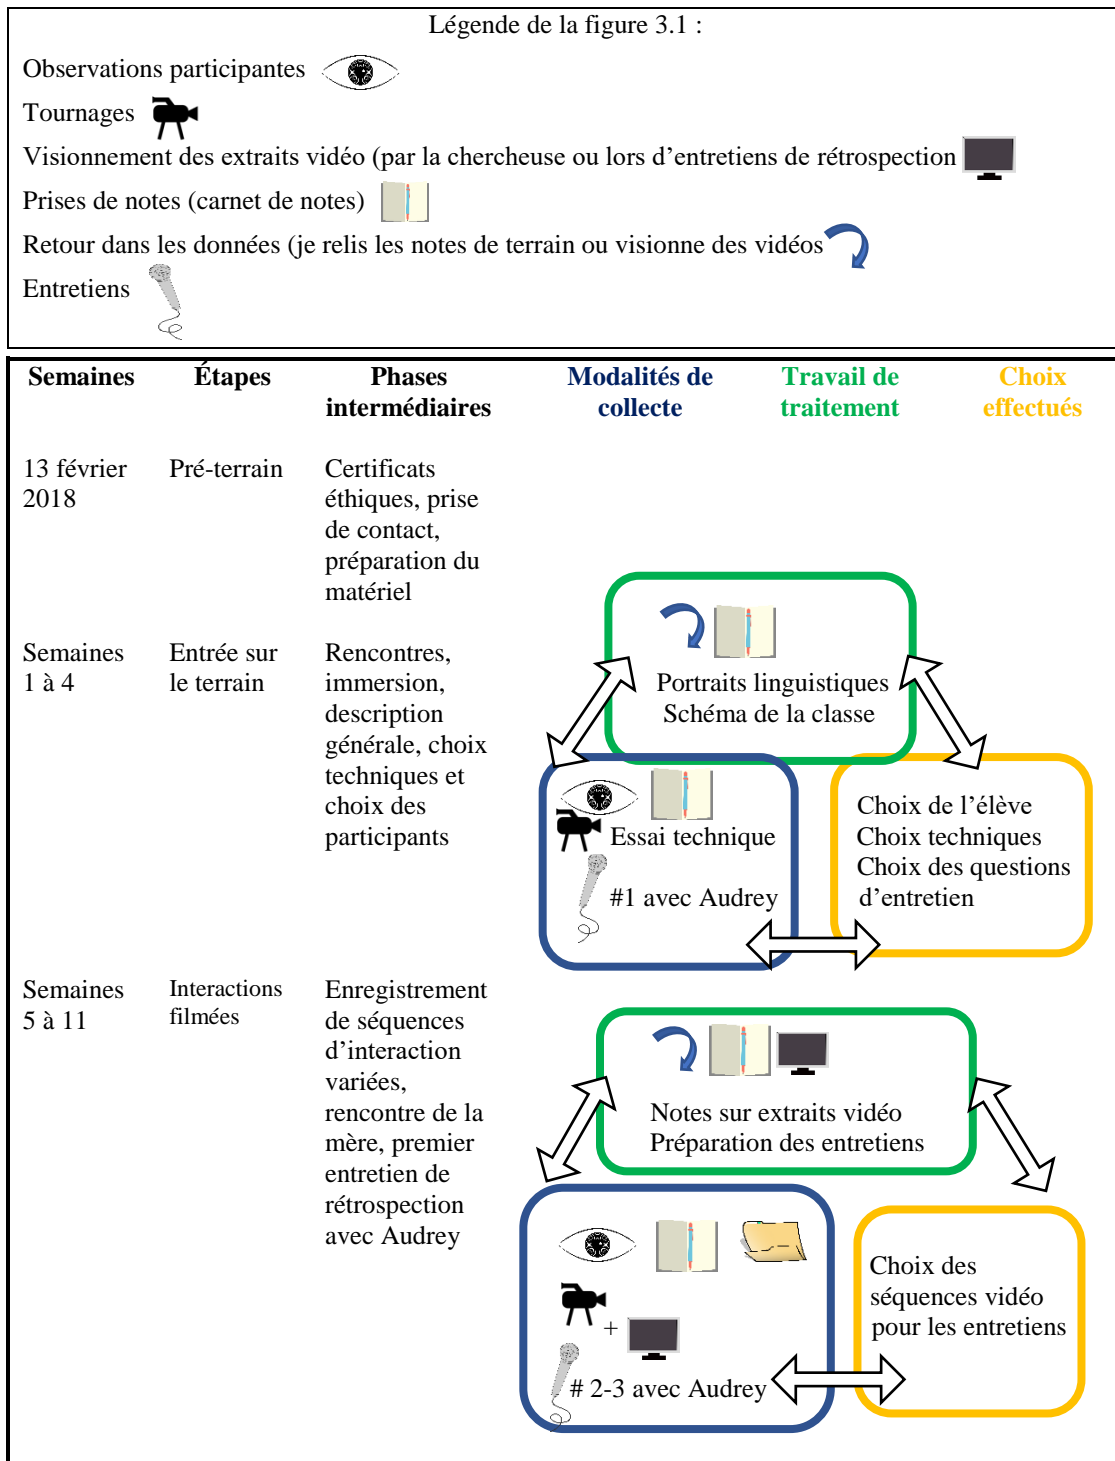 Légende de la figure 3.1 :
Observations participantes
Tournages
Visionnement des extraits vidéo (par la chercheuse ou lors d’entretiens de rétrospection
Prises de notes (carnet de notes)
Retour dans les données (je relis les notes de terrain ou visionne des vidéos
Entretiens
Semaines
Étapes
Phases
intermédiaires
Modalités de
collecte
Travail de
traitement
Choix
effectués
13 février
2018
Pré-terrain
Certificats
éthiques, prise
de contact,
préparation du
matériel
Semaines
1 à 4
Entrée sur
le terrain
Rencontres,
immersion,
description
générale, choix
techniques et
choix des
participants
Portraits linguistiques
Schéma de la classe
Essai technique
#1 avec Audrey
Choix de l’élève
Choix techniques
Choix des questions
d’entretien
Semaines
5 à 11
Interactions
filmées
Enregistrement
de séquences
d’interaction
variées,
rencontre de la
mère, premier
entretien de
rétrospection
avec Audrey
Notes sur extraits vidéo
Préparation des entretiens
+
# 2-3 avec Audrey
Choix des
séquences vidéo
pour les entretiens